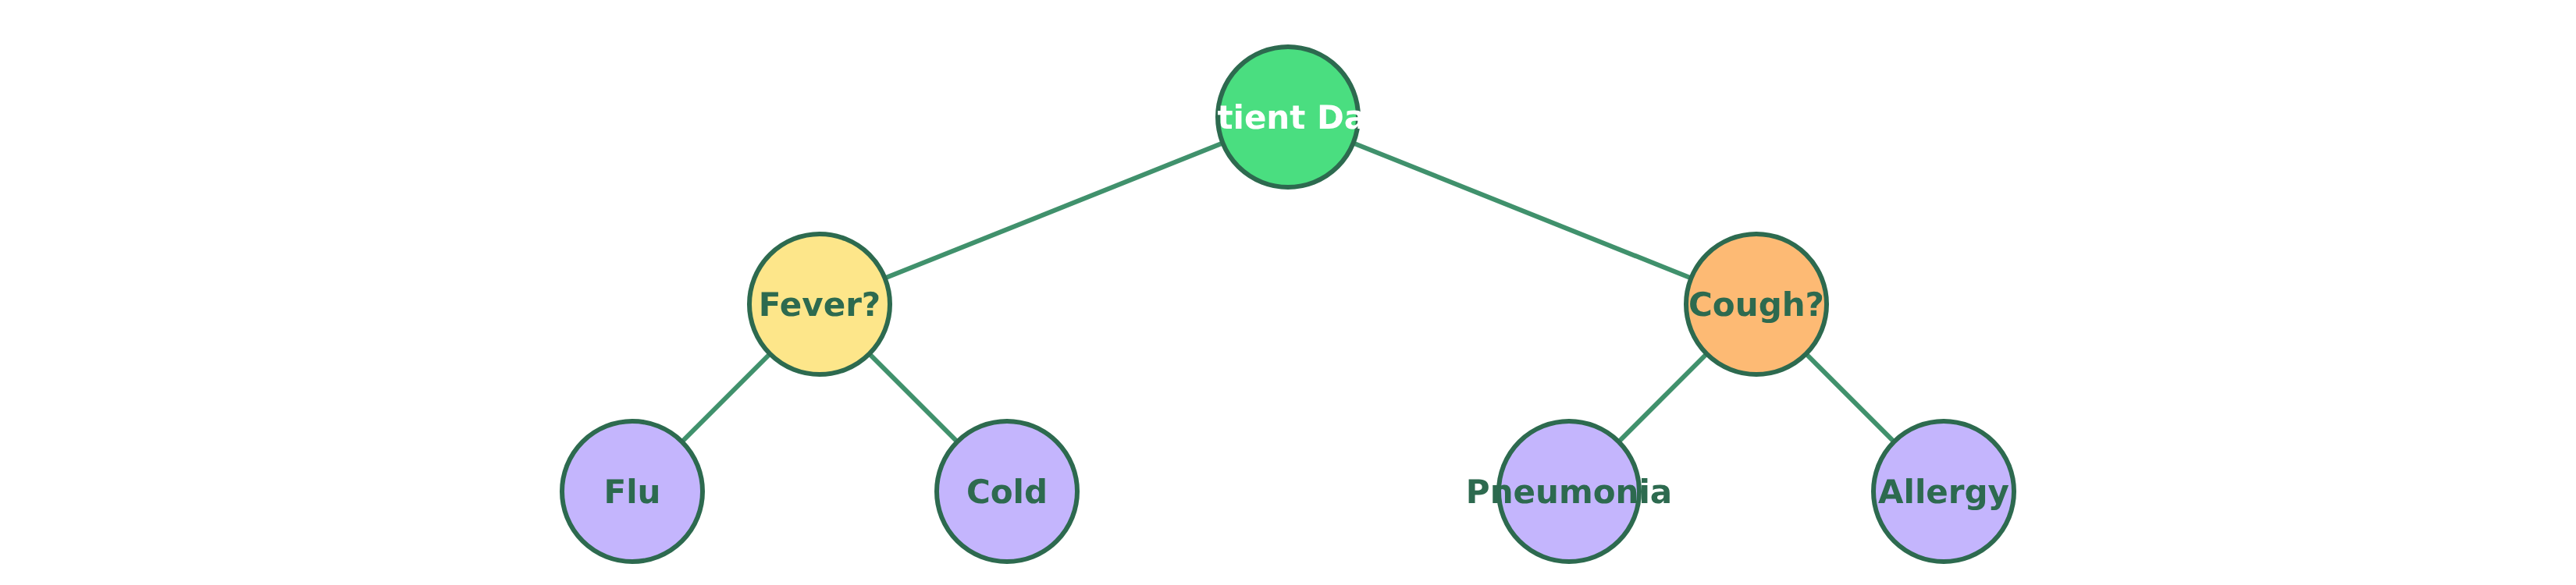 tient Da
Fever?
Cough?
Flu
Cold
Pneumonia
Allergy